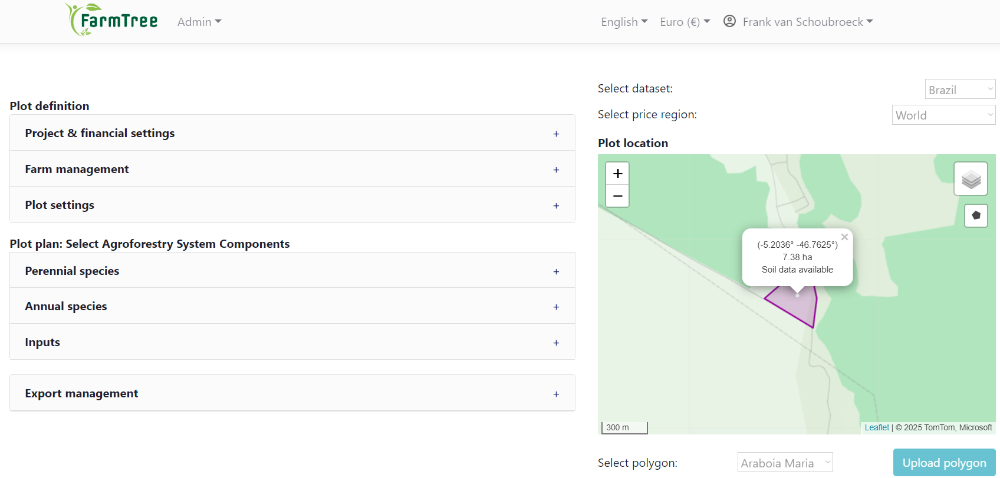 FarmTree
Admin
English
Euro (€)
Frank van Schoubroeck
Plot definition
Project & financial settings +
Farm management +
Plot settings +
Plot plan: Select Agroforestry System Components
Perennial species +
Annual species +
Inputs +
Export management +
Select dataset: Brazil
Select price region: World
Plot location
+
−
×
(-5.2036° -46.7625°)
7.38 ha
Soil data available
300 m
Leaflet | © 2025 TomTom, Microsoft
Select polygon: Araboia Maria
Upload polygon